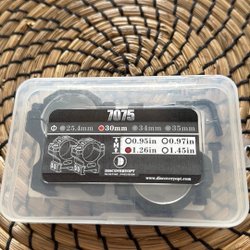 7075
Φ 25.4mm 30mm 34mm 35mm
0.95in 0.97in
1.26in 1.45in
DISCOVERYOPT
www.discoveryopt.com